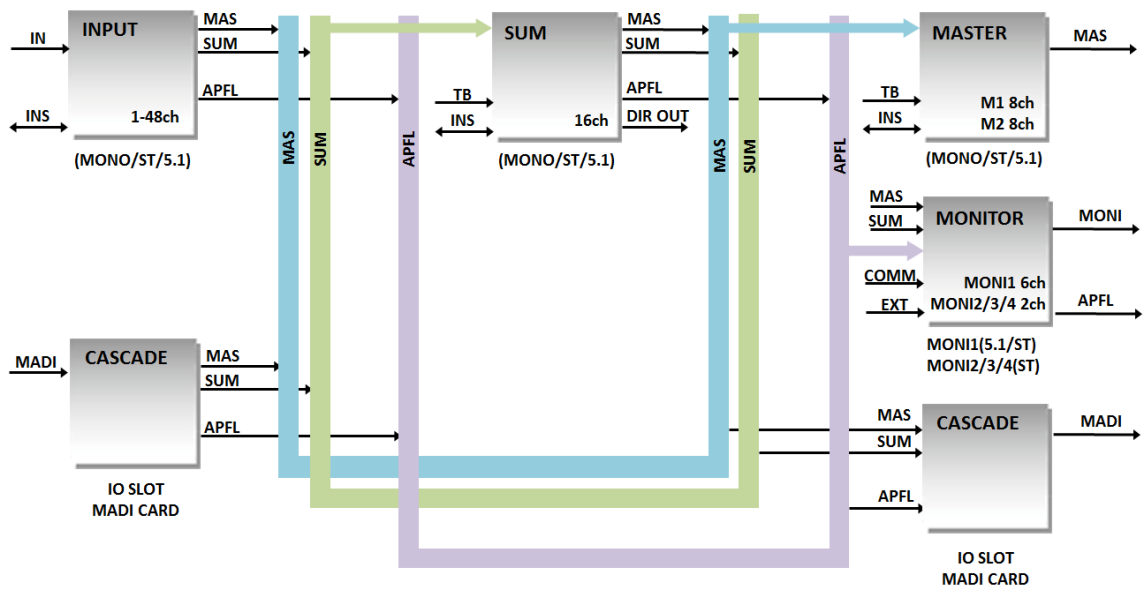 INPUT
IN
INS
1-48ch
(MONO/ST/5.1)
MAS
SUM
APFL
MAS
SUM
APFL
SUM
TB
INS
16ch
(MONO/ST/5.1)
MAS
SUM
APFL
DIR OUT
MAS
SUM
APFL
MASTER
TB
INS
M1 8ch
M2 8ch
(MONO/ST/5.1)
MAS
MAS
SUM
COMM
EXT
MONITOR
MONI1 6ch
MONI2/3/4 2ch
MONI1(5.1/ST)
MONI2/3/4(ST)
MONI
APFL
MADI
CASCADE
MAS
SUM
APFL
IO SLOT
MADI CARD
MAS
SUM
APFL
CASCADE
MADI
IO SLOT
MADI CARD